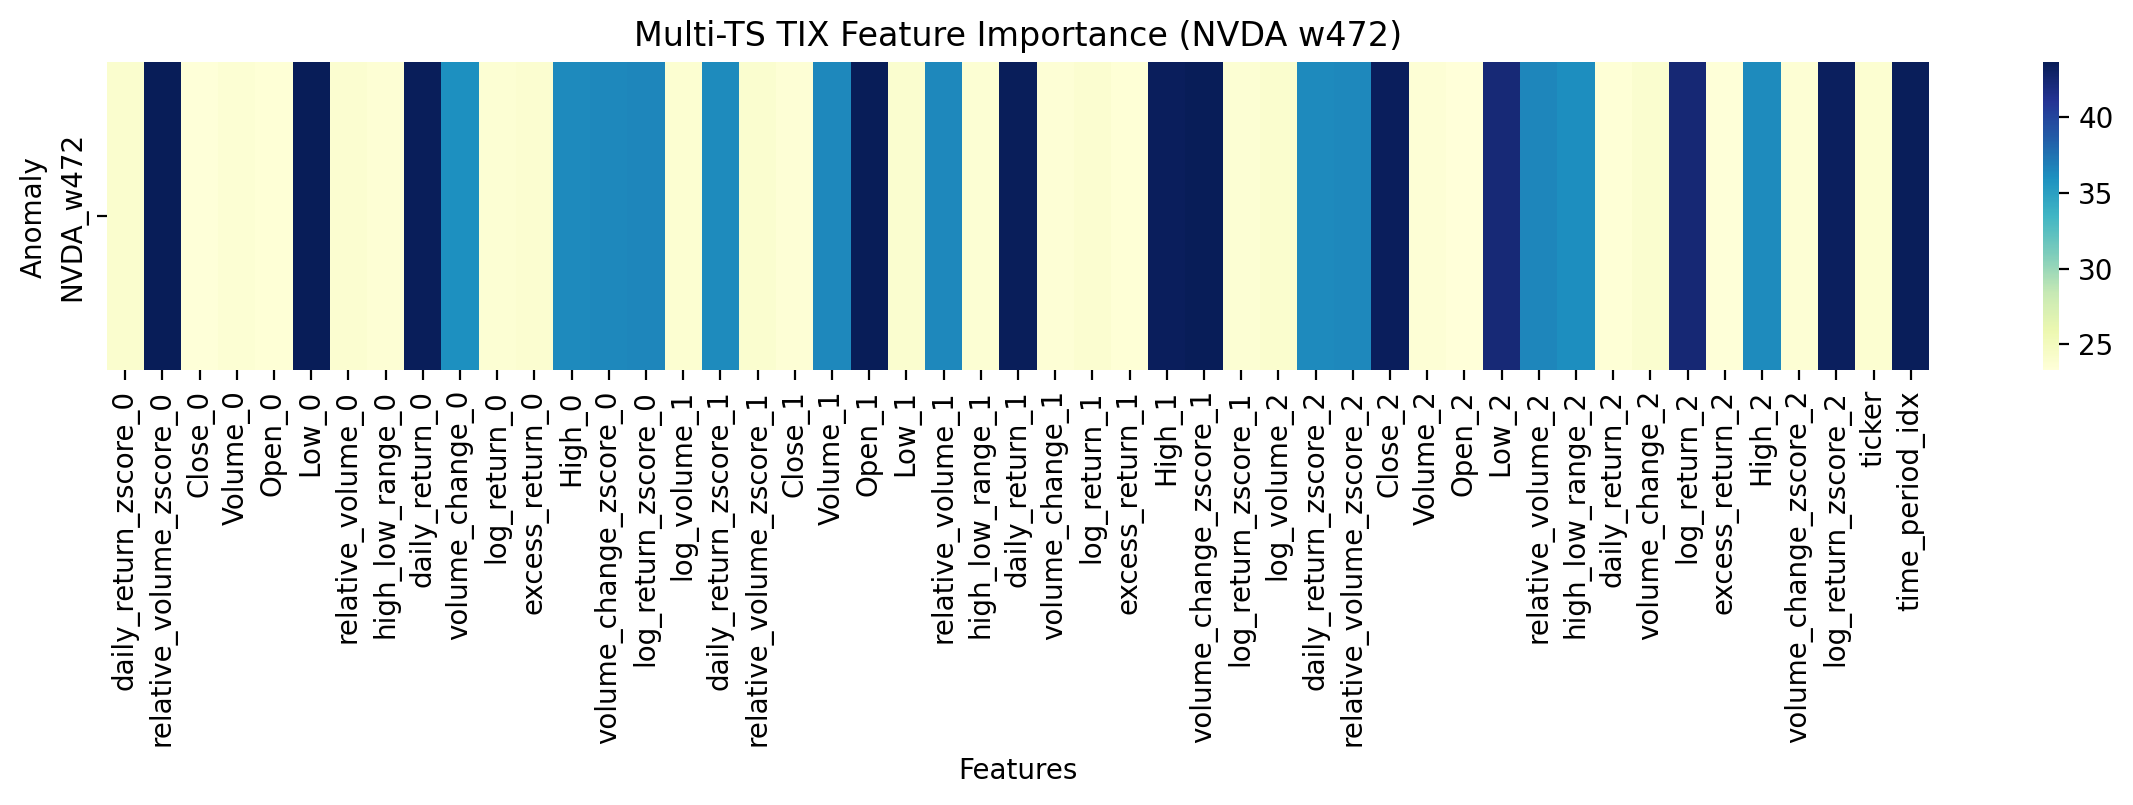 Multi-TS TIX Feature Importance (NVDA w472)
Anomaly
NVDA_w472
40
35
30
25
daily_return_zscore_0
relative_volume_zscore_0
Close_0
Volume_0
Open_0
Low_0
relative_volume_0
high_low_range_0
daily_return_0
volume_change_0
log_return_0
excess_return_0
High_0
volume_change_zscore_0
log_return_zscore_0
log_volume_1
daily_return_zscore_1
relative_volume_zscore_1
Close_1
Volume_1
Open_1
Low_1
relative_volume_1
high_low_range_1
daily_return_1
volume_change_1
log_return_1
excess_return_1
High_1
volume_change_zscore_1
log_return_zscore_1
log_volume_2
daily_return_zscore_2
relative_volume_zscore_2
Close_2
Volume_2
Open_2
Low_2
relative_volume_2
high_low_range_2
daily_return_2
volume_change_2
log_return_2
excess_return_2
High_2
volume_change_zscore_2
log_return_zscore_2
ticker
time_period_idx
Features